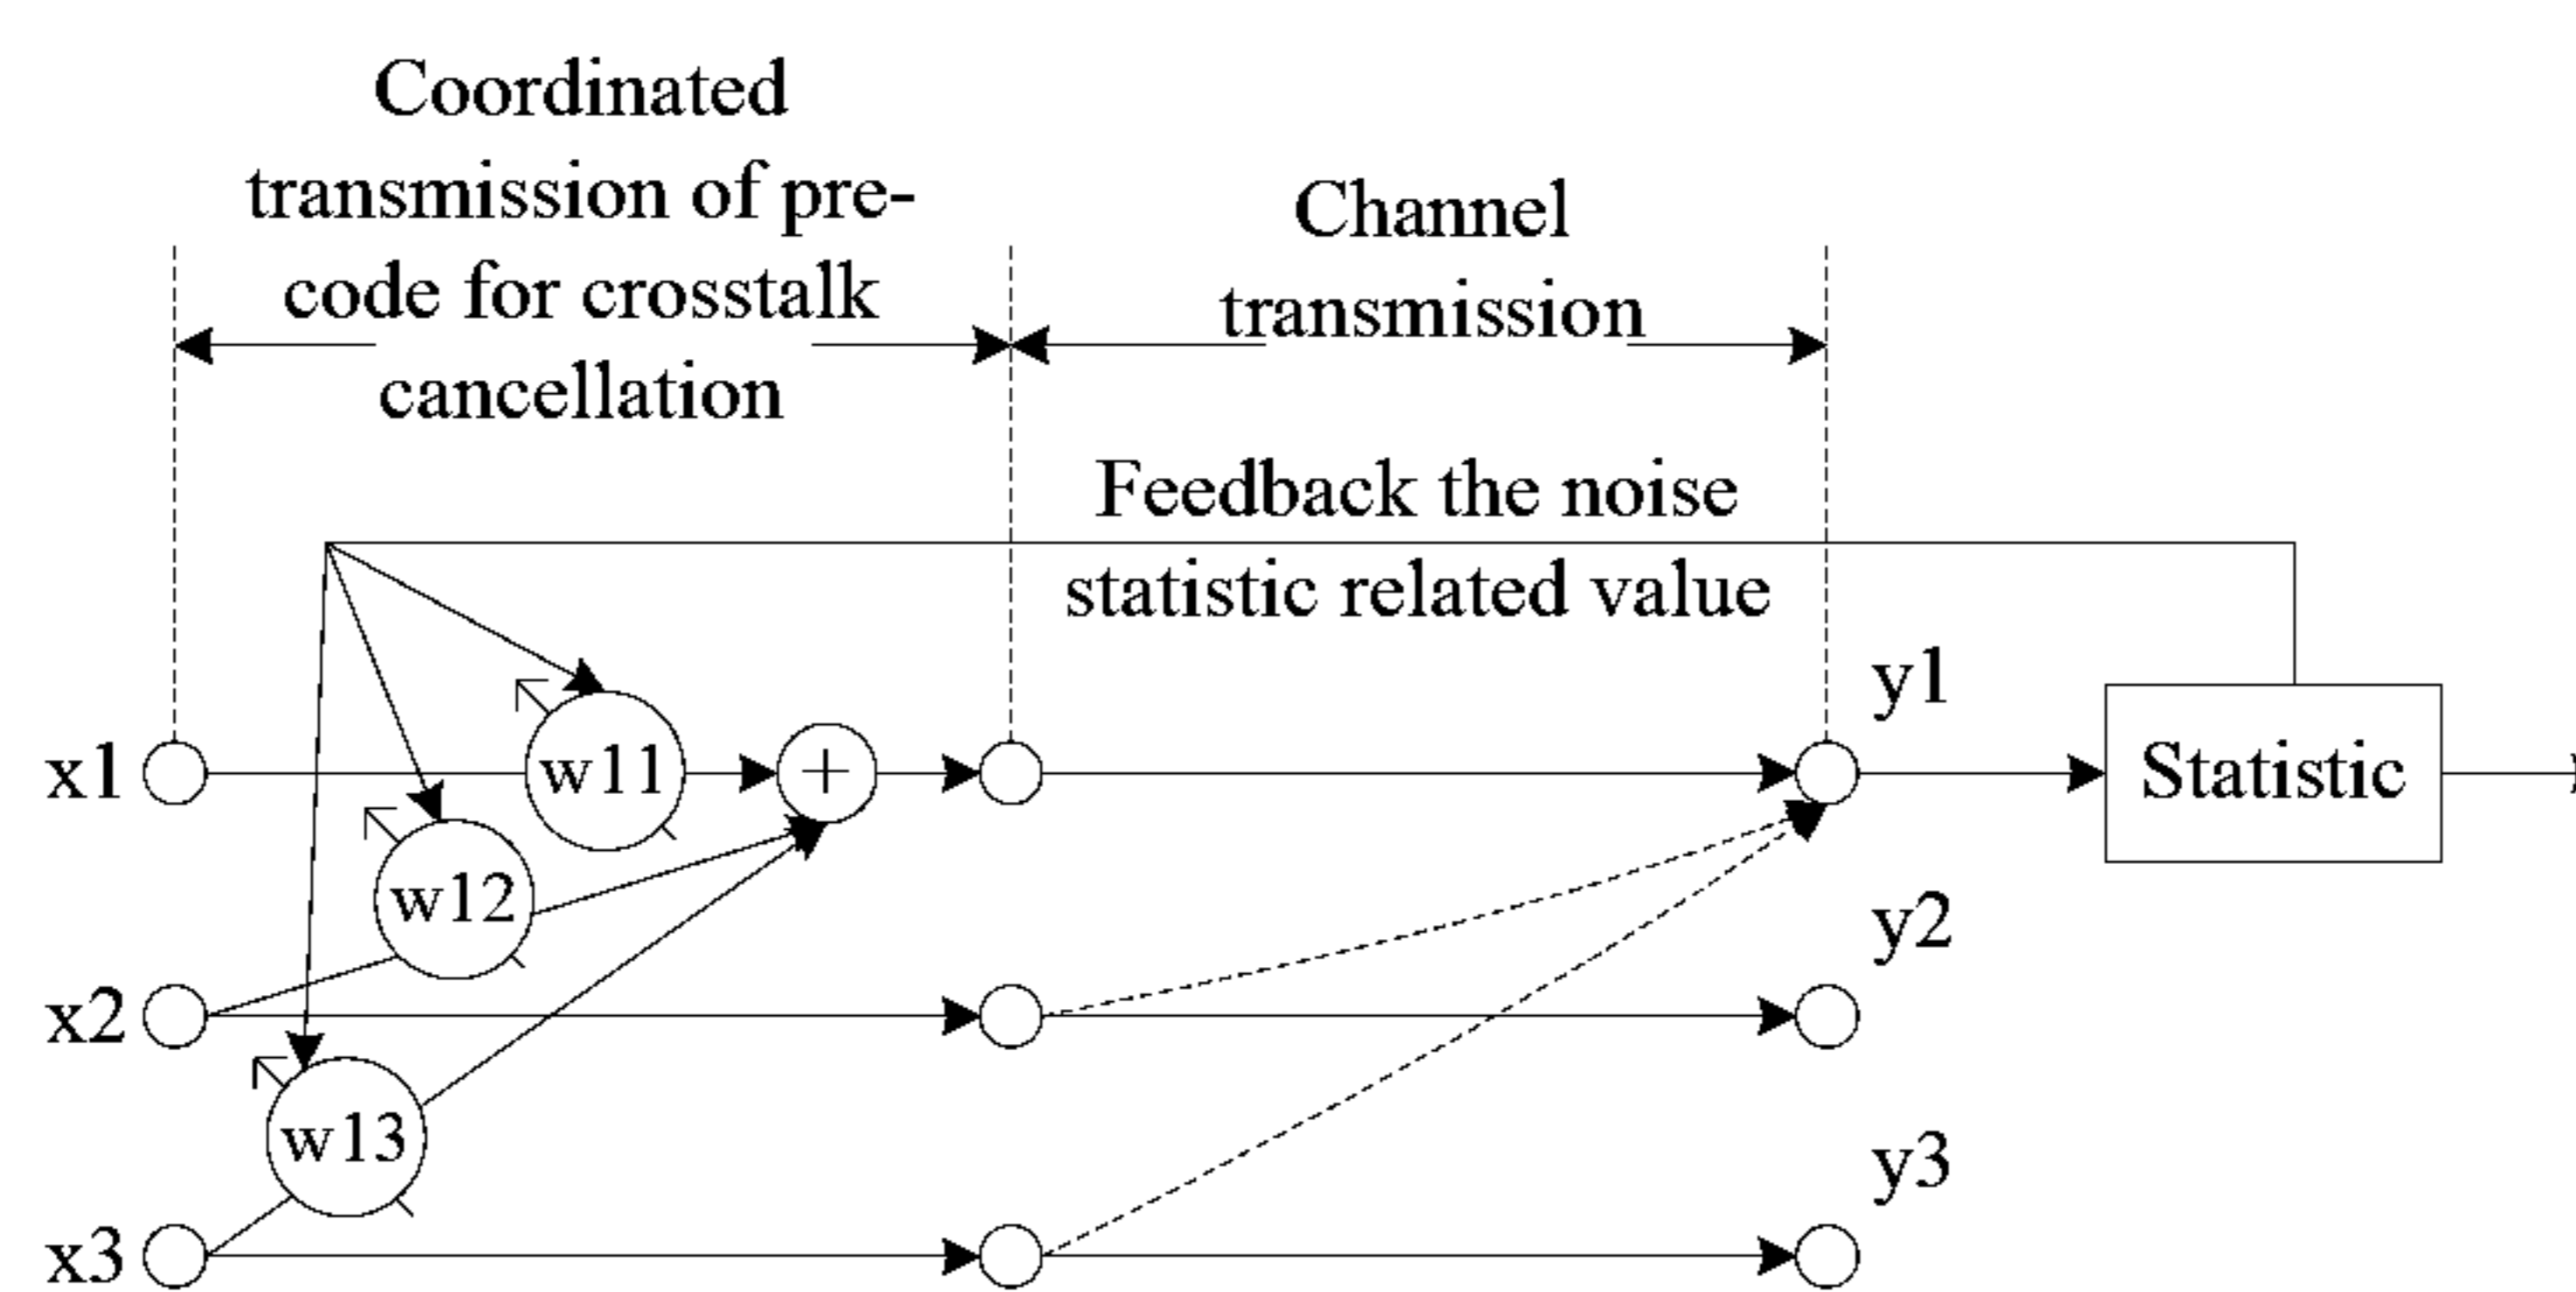 Coordinated
transmission of pre-
code for crosstalk
cancellation
Channel
transmission
Feedback the noise
statistic related value
y1
x1
w11
+
Statistic
w12
y2
x2
w13
y3
x3